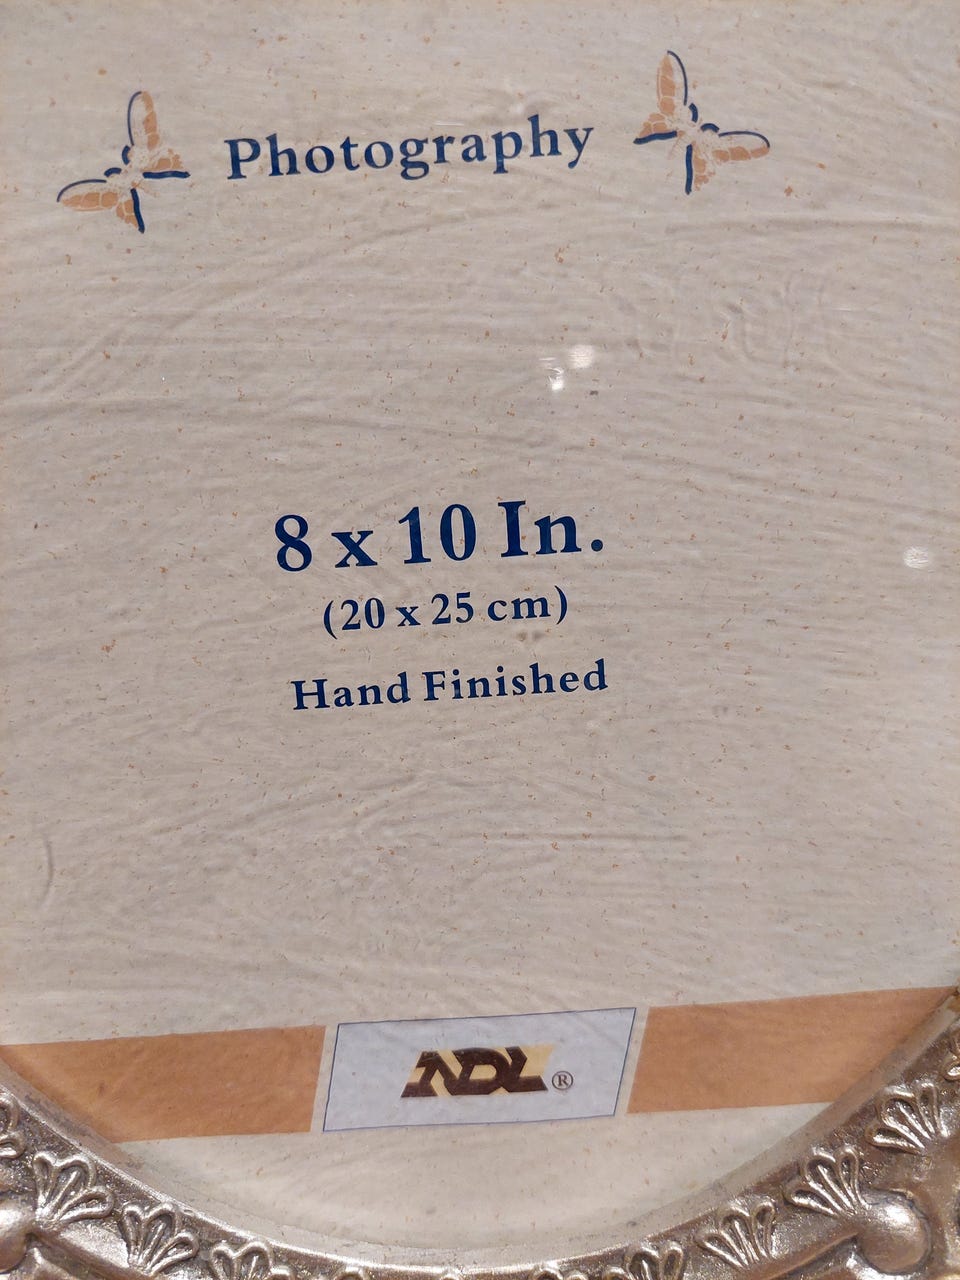 Photography
8 x 10 In.
(20 x 25 cm)
Hand Finished
NDL®